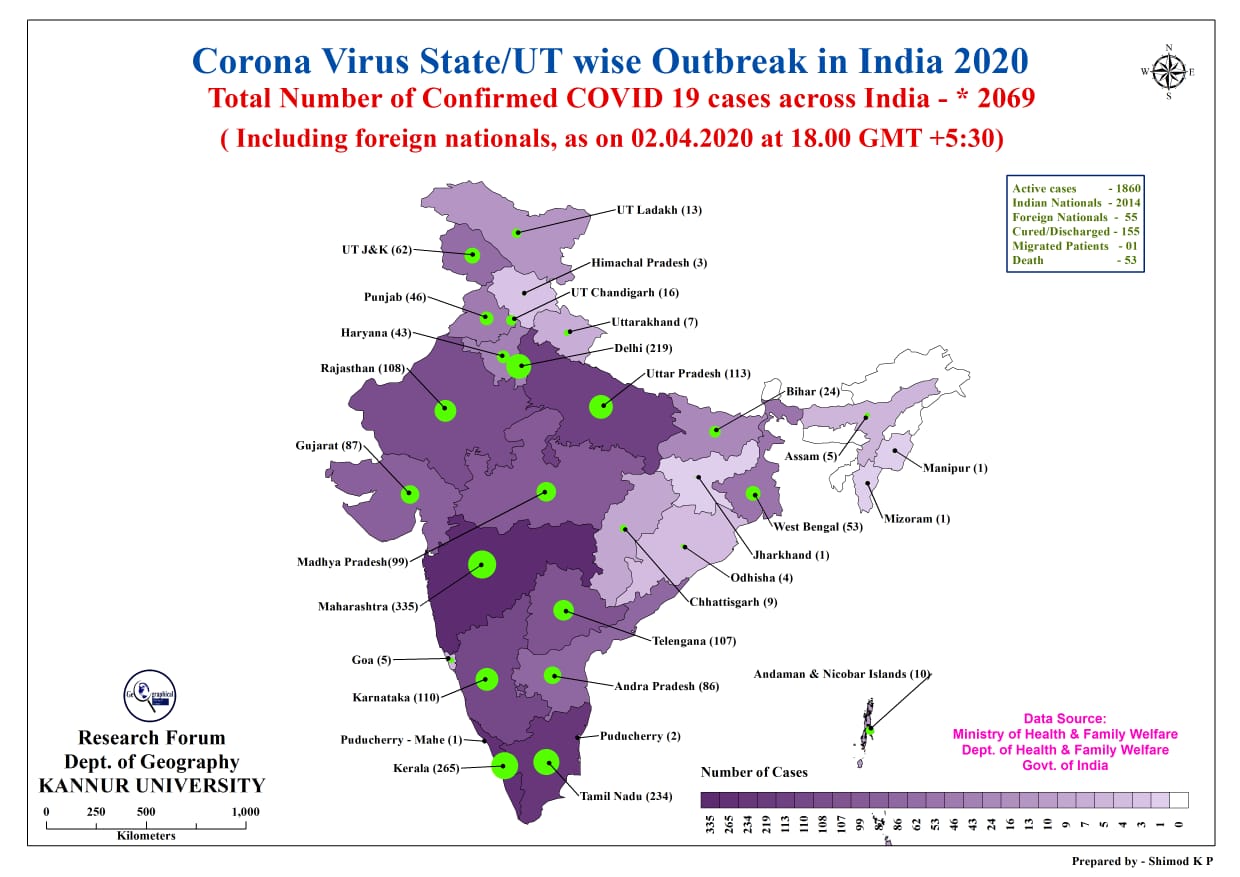 Corona Virus State/UT wise Outbreak in India 2020
Total Number of Confirmed COVID 19 cases across India - * 2069
( Including foreign nationals, as on 02.04.2020 at 18.00 GMT +5:30)
N
W E
S
Active cases - 1860
Indian Nationals - 2014
Foreign Nationals - 55
Cured/Discharged - 155
Migrated Patients - 01
Death - 53
UT Ladakh (13)
UT J&K (62)
Himachal Pradesh (3)
UT Chandigarh (16)
Punjab (46)
Uttarakhand (7)
Haryana (43)
Delhi (219)
Rajasthan (108)
Uttar Pradesh (113)
Bihar (24)
Gujarat (87)
Assam (5)
Manipur (1)
Mizoram (1)
West Bengal (53)
Jharkhand (1)
Madhya Pradesh(99)
Odhisha (4)
Chhattisgarh (9)
Maharashtra (335)
Telengana (107)
Goa (5)
Andaman & Nicobar Islands (10)
Andra Pradesh (86)
Karnataka (110)
Puducherry - Mahe (1)
Puducherry (2)
Kerala (265)
Tamil Nadu (234)
Geographical
Research Forum
Dept. of Geography
KANNUR UNIVERSITY
0 250 500 1,000
Kilometers
Data Source:
Ministry of Health & Family Welfare
Dept. of Health & Family Welfare
Govt. of India
Number of Cases
335 265 234 219 113 110 108 107 99 87 86 62 53 46 43 24 16 13 10 9 7 5 4 3 1 0
Prepared by - Shimod K P